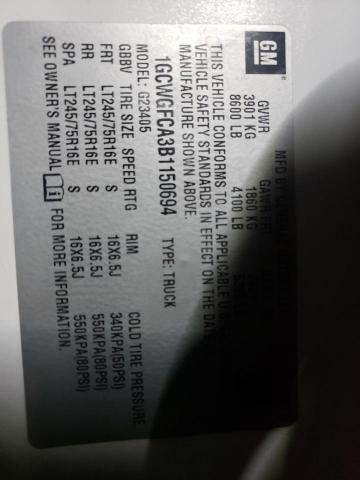 GM
MFD BY
GVWR GAWR FRT
3901 KG 1860 KG
8600 LB 4100 LB
THIS VEHICLE CONFORMS TO ALL APPLICABLE U.S.
VEHICLE SAFETY STANDARDS IN EFFECT ON THE DATE
MANUFACTURE SHOWN ABOVE.
1GCWGFCA3B1150694 TYPE: TRUCK
MODEL: G23405
GBBV TIRE SIZE SPEED RTG RIM COLD TIRE PRESSURE
FRT LT245/75R16E S 16X6.5J 340KPA(50PSI)
RR LT245/75R16E S 16X6.5J 550KPA(80PSI)
SPA LT245/75R16E S 16X6.5J 550KPA(80PSI)
SEE OWNER'S MANUAL FOR MORE INFORMATION.